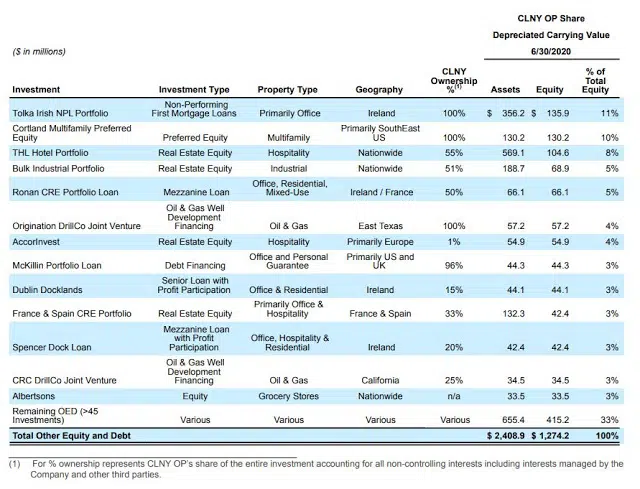 CLNY OP Share
Depreciated Carrying Value
($ in millions) 6/30/2020
CLNY Ownership %(1) % of Total Equity
Investment Investment Type Property Type Geography Assets Equity
Tolka Irish NPL Portfolio Non-Performing First Mortgage Loans Primarily Office Ireland 100% $ 356.2 $ 135.9 11%
Cortland Multifamily Preferred Equity Preferred Equity Multifamily Primarily SouthEast US 100% 130.2 130.2 10%
THL Hotel Portfolio Real Estate Equity Hospitality Nationwide 55% 569.1 104.6 8%
Bulk Industrial Portfolio Real Estate Equity Industrial Nationwide 51% 188.7 68.9 5%
Ronan CRE Portfolio Loan Mezzanine Loan Office, Residential, Mixed-Use Ireland / France 50% 66.1 66.1 5%
Origination DrillCo Joint Venture Oil & Gas Well Development Financing Oil & Gas East Texas 100% 57.2 57.2 4%
AccorInvest Real Estate Equity Hospitality Primarily Europe 1% 54.9 54.9 4%
McKillin Portfolio Loan Debt Financing Office and Personal Guarantee Primarily US and UK 96% 44.3 44.3 3%
Dublin Docklands Senior Loan with Profit Participation Office & Residential Ireland 15% 44.1 44.1 3%
France & Spain CRE Portfolio Real Estate Equity Primarily Office & Hospitality France & Spain 33% 132.3 42.4 3%
Spencer Dock Loan Mezzanine Loan with Profit Participation Office, Hospitality & Residential Ireland 20% 42.4 42.4 3%
CRC DrillCo Joint Venture Oil & Gas Well Development Financing Oil & Gas California 25% 34.5 34.5 3%
Albertsons Equity Grocery Stores Nationwide n/a 33.5 33.5 3%
Remaining OED (>45 Investments) Various Various Various Various 655.4 415.2 33%
Total Other Equity and Debt $ 2,408.9 $ 1,274.2 100%
(1) For % ownership represents CLNY OP's share of the entire investment accounting for all non-controlling interests including interests managed by the
Company and other third parties.